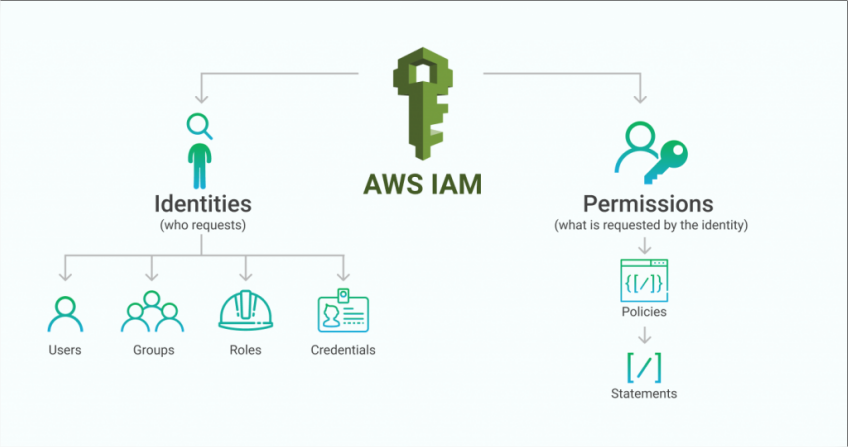 AWS IAM
Identities
(who requests)
Users
Groups
Roles
Credentials
Permissions
(what is requested by the identity)
{[/]}
Policies
[/]
Statements